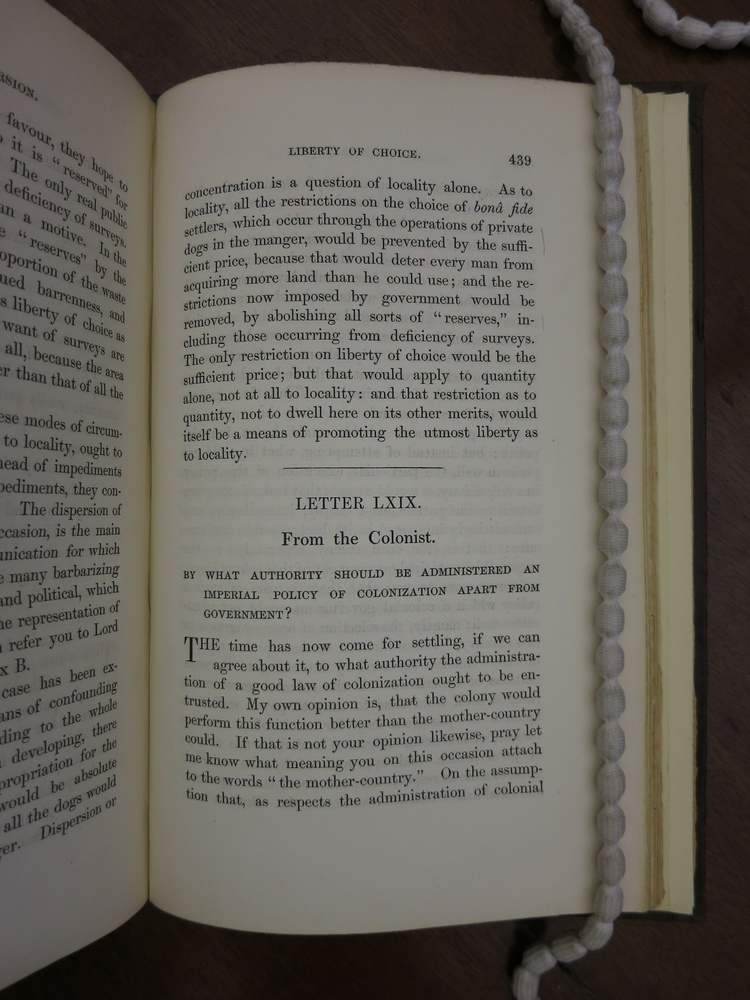 RSION.
favour, they hope to
it is "reserved" for
The only real public
deficiency of surveys.
an a motive. In the
"reserves" by the
oportion of the waste
ued barrenness, and
s liberty of choice as
want of surveys are
all, because the area
er than that of all the
ese modes of circum-
to locality, ought to
head of impediments
pediments, they con-
The dispersion of
ccasion, is the main
unication for which
e many barbarizing
and political, which
he representation of
refer you to Lord
x B.
case has been ex-
ans of confounding
ding to the whole
developing, there
propriation for the
would be absolute
all the dogs would
ger. Dispersion or
LIBERTY OF CHOICE. 439
concentration is a question of locality alone. As to
locality, all the restrictions on the choice of bonâ fide
settlers, which occur through the operations of private
dogs in the manger, would be prevented by the suffi-
cient price, because that would deter every man from
acquiring more land than he could use; and the re-
strictions now imposed by government would be
removed, by abolishing all sorts of "reserves," in-
cluding those occurring from deficiency of surveys.
The only restriction on liberty of choice would be the
sufficient price; but that would apply to quantity
alone, not at all to locality: and that restriction as to
quantity, not to dwell here on its other merits, would
itself be a means of promoting the utmost liberty as
to locality.
LETTER LXIX.
From the Colonist.
BY WHAT AUTHORITY SHOULD BE ADMINISTERED AN
IMPERIAL POLICY OF COLONIZATION APART FROM
GOVERNMENT?
THE time has now come for settling, if we can
agree about it, to what authority the administra-
tion of a good law of colonization ought to be en-
trusted. My own opinion is, that the colony would
perform this function better than the mother-country
could. If that is not your opinion likewise, pray let
me know what meaning you on this occasion attach
to the words "the mother-country." On the assump-
tion that, as respects the administration of colonial